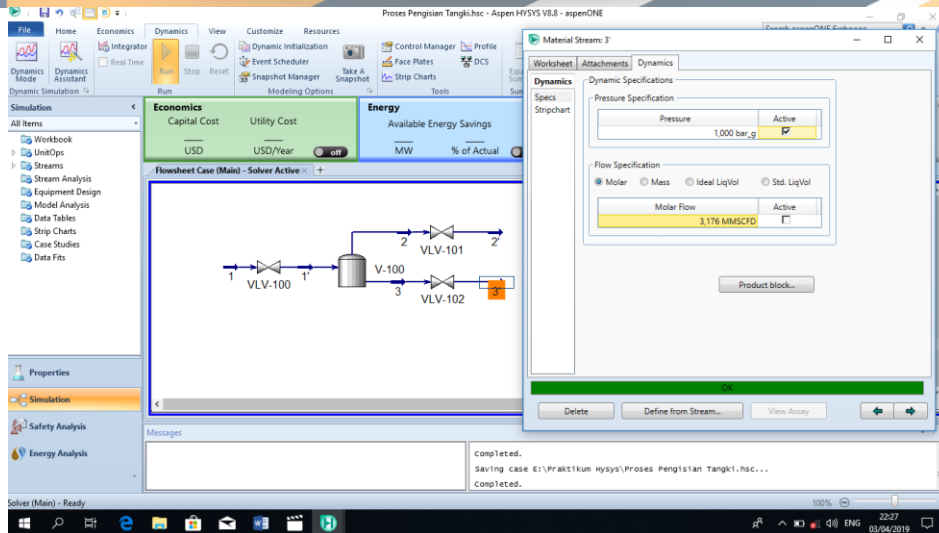 Proses Pengisian Tangki.hsc - Aspen HYSYS V8.8 - aspenONE
File Home Economics Dynamics View Customize Resources
Search aspenONE Exchange
Dynamics Mode
Dynamics Assistant
Integrator
Real Time
Run
Stop
Reset
Dynamic Initialization
Event Scheduler
Snapshot Manager
Take A Snapshot
Control Manager
Profile
Face Plates
DCS
Strip Charts
Dynamic Simulation
Run
Modeling Options
Tools
Simulation
All Items
Workbook
UnitOps
Streams
Stream Analysis
Equipment Design
Model Analysis
Data Tables
Strip Charts
Case Studies
Data Fits
Properties
Simulation
Safety Analysis
Energy Analysis
Economics
Capital Cost Utility Cost
USD USD/Year off
Energy
Available Energy Savings
MW % of Actual
Flowsheet Case (Main) - Solver Active
1
VLV-100
1'
V-100
2
VLV-101
2'
3
VLV-102
3'
Messages
Completed.
Saving case E:\Praktikum Hysys\Proses Pengisian Tangki.hsc...
Completed.
Material Stream: 3'
Worksheet Attachments Dynamics
Dynamics
Specs
Stripchart
Dynamic Specifications
Pressure Specification
Pressure Active
1,000 bar_g
Flow Specification
Molar Mass Ideal LiqVol Std. LiqVol
Molar Flow Active
3,176 MMSCFD
Product block...
OK
Delete Define from Stream... View Assay
Solver (Main) - Ready
100%
ENG
22:27
03/04/2019